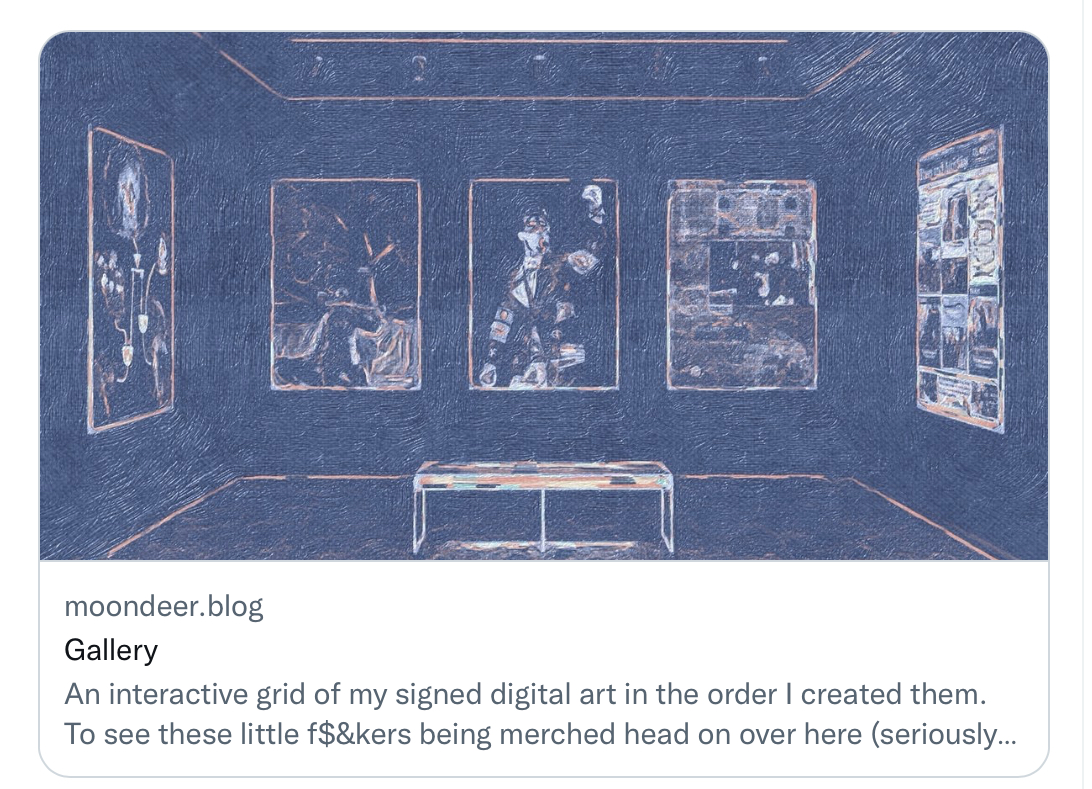 moondeer.blog
Gallery
An interactive grid of my signed digital art in the order I created them.
To see these little f$&kers being merched head on over here (seriously...